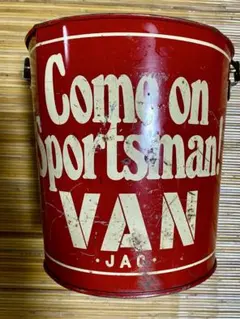 Come on
Sportsman!
VAN
·JAC·